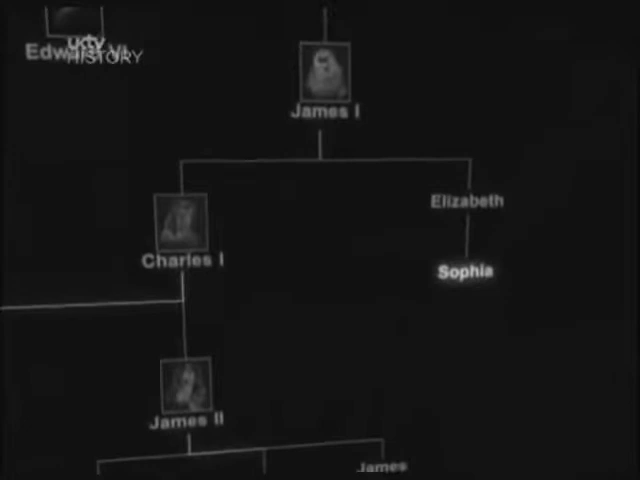 Edward VI
uktv
HISTORY
James I
Elizabeth
Charles I
Sophia
James II
James